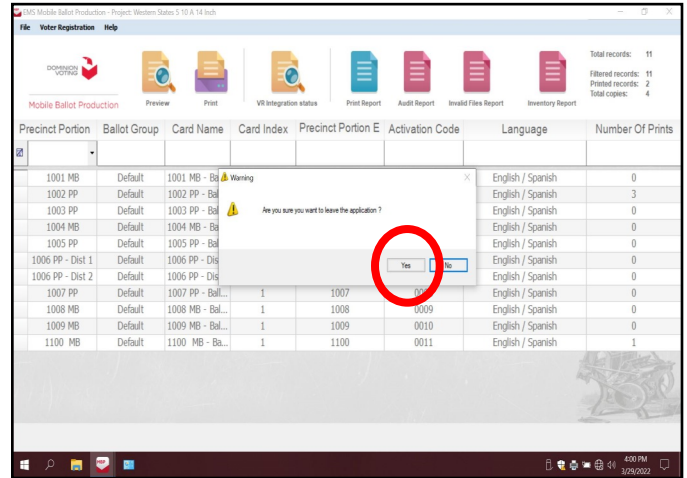 EMS Mobile Ballot Production - Project: Western States 5 10 A 14 Inch
File Voter Registration Help
DOMINION VOTING
Mobile Ballot Production
Preview
Print
VR Integration status
Print Report
Audit Report
Invalid Files Report
Inventory Report
Total records: 11
Filtered records: 11
Printed records: 2
Total copies: 4
Precinct Portion Ballot Group Card Name Card Index Precinct Portion E Activation Code Language Number Of Prints
1001 MB Default 1001 MB - Ba English / Spanish 0
1002 PP Default 1002 PP - Bal English / Spanish 3
1003 PP Default 1003 PP - Bal English / Spanish 0
1004 MB Default 1004 MB - Ba English / Spanish 0
1005 PP Default 1005 PP - Bal English / Spanish 0
1006 PP - Dist 1 Default 1006 PP - Dis English / Spanish 0
1006 PP - Dist 2 Default 1006 PP - Dis English / Spanish 0
1007 PP Default 1007 PP - Ball... 1 1007 English / Spanish 0
1008 MB Default 1008 MB - Bal... 1 1008 0009 English / Spanish 0
1009 MB Default 1009 MB - Bal... 1 1009 0010 English / Spanish 0
1100 MB Default 1100 MB - Ba... 1 1100 0011 English / Spanish 1
Warning
Are you sure you want to leave the application ?
Yes No
MBP
4:00 PM
3/29/2022